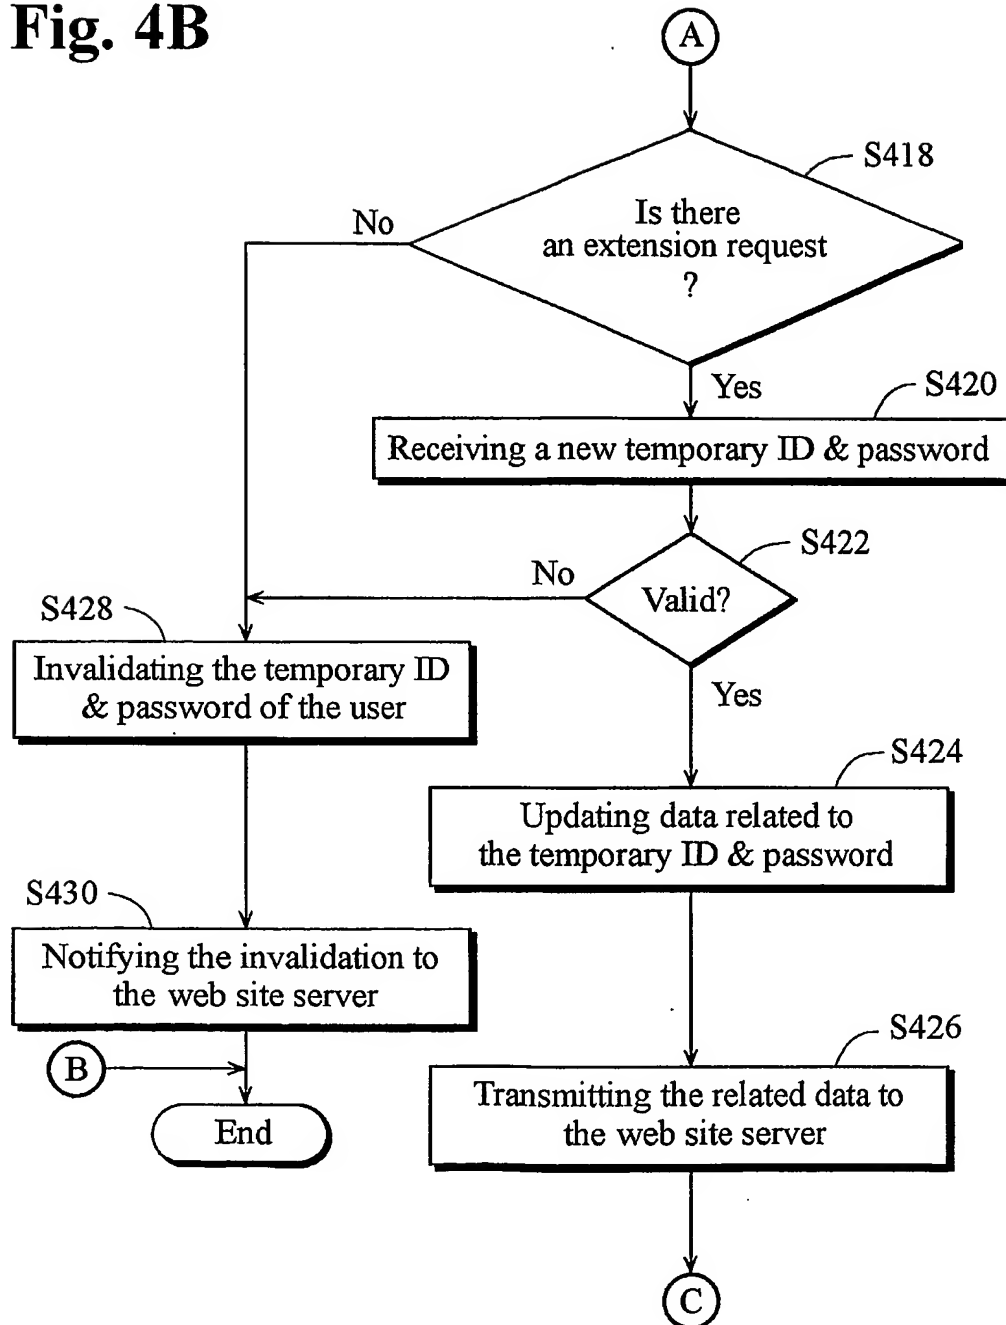 Fig. 4B
A
S418
No
Is there
an extension request
?
Yes
S420
Receiving a new temporary ID & password
S422
No
Valid?
S428
Invalidating the temporary ID
& password of the user
Yes
S424
Updating data related to
the temporary ID & password
S430
Notifying the invalidation to
the web site server
S426
B
Transmitting the related data to
the web site server
End
C